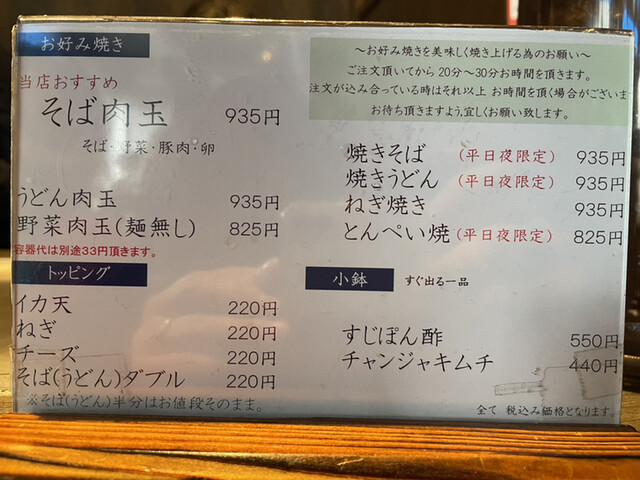 お好み焼き
当店おすすめ
そば肉玉 935円
そば・野菜・豚肉・卵
うどん肉玉 935円
野菜肉玉(麺無し) 825円
容器代は別途33円頂きます。
トッピング
イカ天 220円
ねぎ 220円
チーズ 220円
そば(うどん)ダブル 220円
※そば(うどん)半分はお値段そのまま。
～お好み焼きを美味しく焼き上げる為のお願い～
ご注文頂いてから 20分～30分お時間を頂きます。
注文が込み合っている時はそれ以上 お時間を頂く場合がございま
お待ち頂きますよう,宜しくお願い致します。
焼きそば (平日夜限定) 935円
焼きうどん (平日夜限定) 935円
ねぎ焼き 935円
とんぺい焼 (平日夜限定) 825円
小鉢 すぐ出る一品
すじぽん酢 550円
チャンジャキムチ 440円
全て 税込み価格となります。